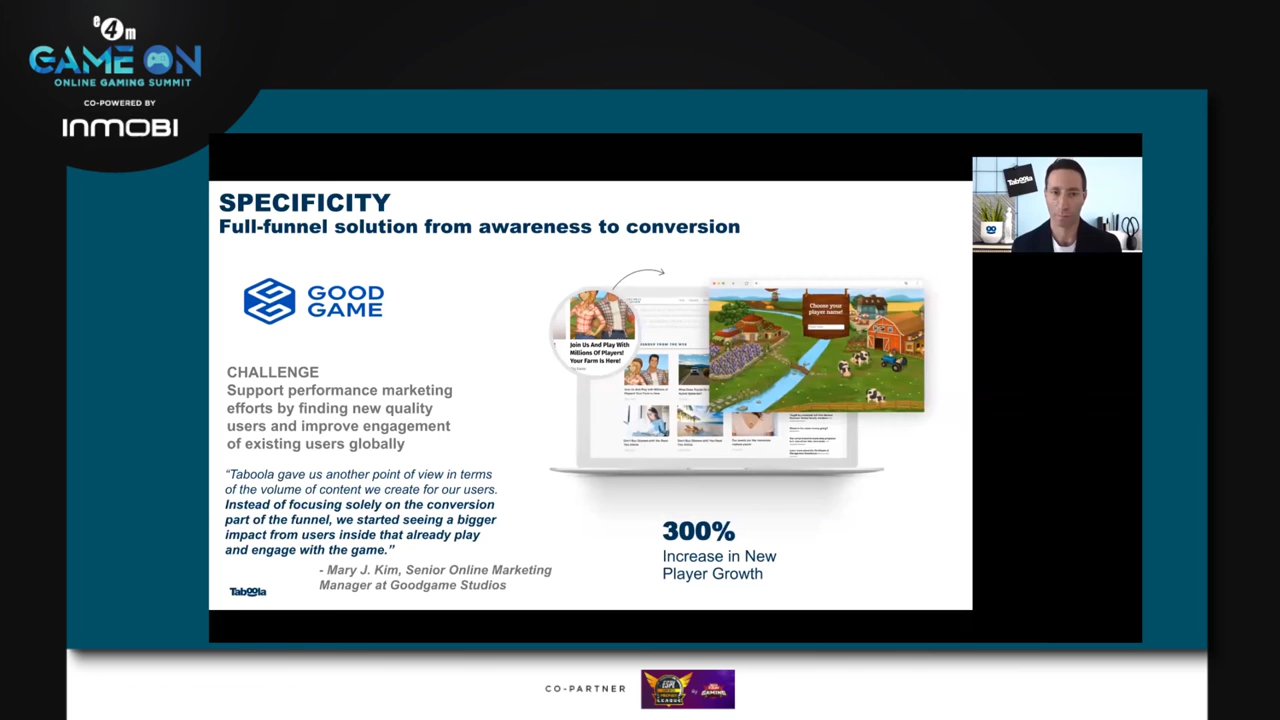 e4m
GAME ON
ONLINE GAMING SUMMIT
CO-POWERED BY
INMOBI
SPECIFICITY
Full-funnel solution from awareness to conversion
GOOD
GAME
CHALLENGE
Support performance marketing
efforts by finding new quality
users and improve engagement
of existing users globally
“Taboola gave us another point of view in terms
of the volume of content we create for our users.
Instead of focusing solely on the conversion
part of the funnel, we started seeing a bigger
impact from users inside that already play
and engage with the game.”
- Mary J. Kim, Senior Online Marketing
Manager at Goodgame Studios
Taboola
Join Us And Play With
Millions Of Players!
Your Farm Is Here!
Choose your
player name!
300%
Increase in New
Player Growth
Taboola
CO-PARTNER
ESPL
LEAGUE
GAMING